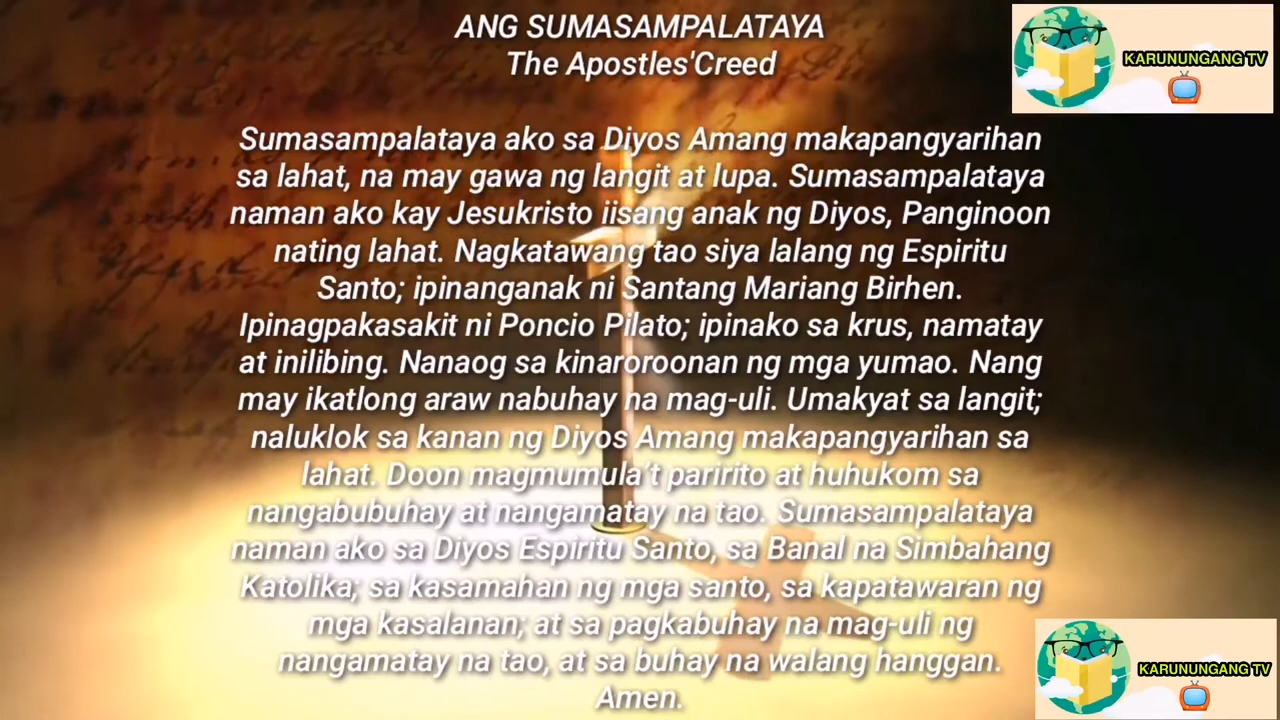 ANG SUMASAMPALATAYA
The Apostles'Creed
KARUNUNGANG TV
Sumasampalataya ako sa Diyos Amang makapangyarihan
sa lahat, na may gawa ng langit at lupa. Sumasampalataya
naman ako kay Jesukristo iisang anak ng Diyos, Panginoon
nating lahat. Nagkatawang tao siya lalang ng Espiritu
Santo; ipinanganak ni Santang Mariang Birhen.
Ipinagpakasakit ni Poncio Pilato; ipinako sa krus, namatay
at inilibing. Nanaog sa kinaroroonan ng mga yumao. Nang
may ikatlong araw nabuhay na mag-uli. Umakyat sa langit;
naluklok sa kanan ng Diyos Amang makapangyarihan sa
lahat. Doon magmumula't paririto at huhukom sa
nangabubuhay at nangamatay na tao. Sumasampalataya
naman ako sa Diyos Espiritu Santo, sa Banal na Simbahang
Katolika; sa kasamahan ng mga santo, sa kapatawaran ng
mga kasalanan; at sa pagkabuhay na mag-uli ng
nangamatay na tao, at sa buhay na walang hanggan.
Amen.
KARUNUNGANG TV